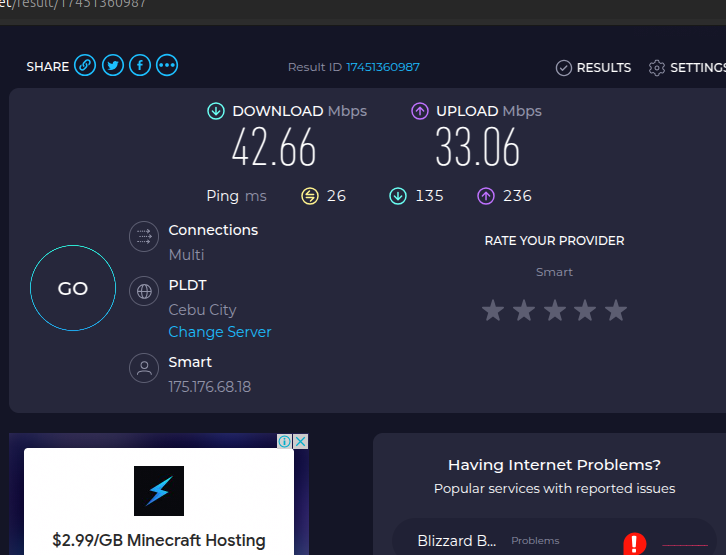 et/result/17451360987
SHARE
Result ID 17451360987
RESULTS
SETTINGS
DOWNLOAD Mbps
UPLOAD Mbps
42.66
33.06
Ping ms 26 135 236
Connections
Multi
GO
PLDT
Cebu City
Change Server
Smart
175.176.68.18
RATE YOUR PROVIDER
Smart
$2.99/GB Minecraft Hosting
Having Internet Problems?
Popular services with reported issues
Blizzard B... Problems